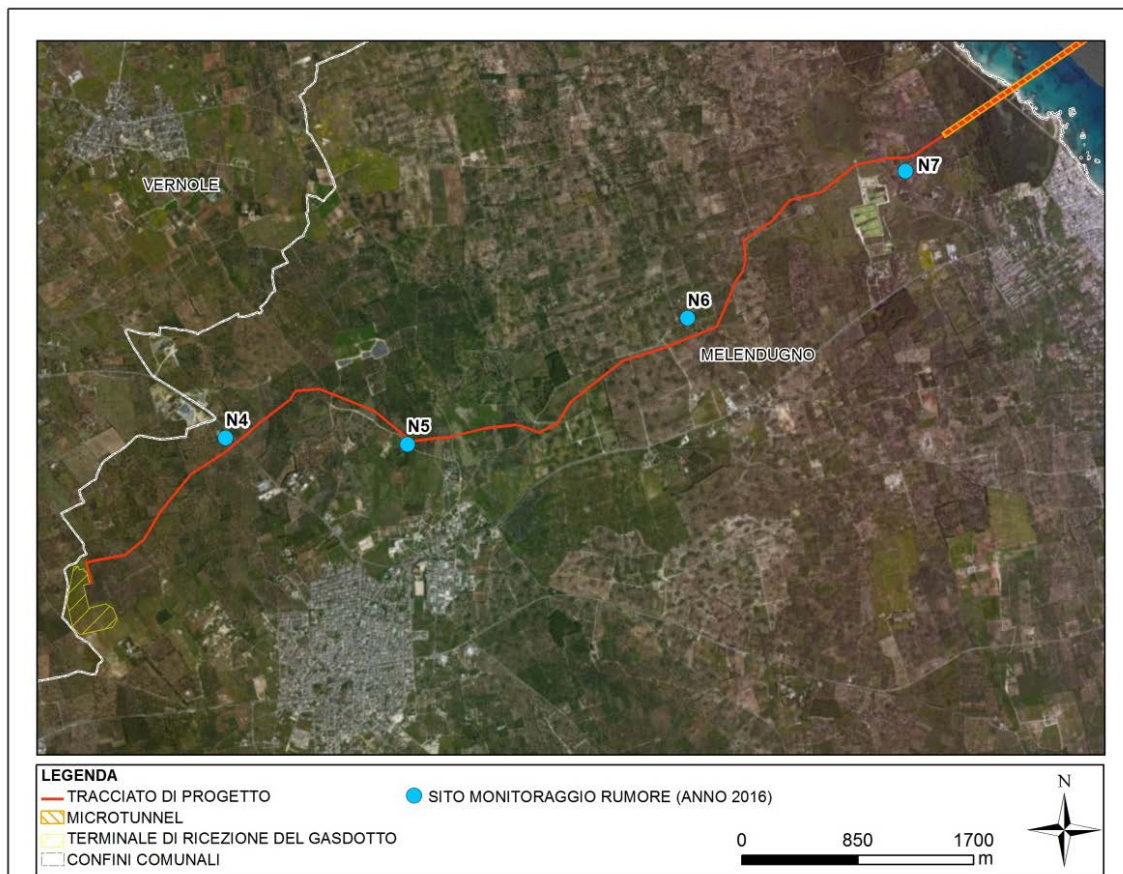 VERNOLE
N7
N6
MELENDUGNO
N4
N5
LEGENDA
TRACCIATO DI PROGETTO
SITO MONITORAGGIO RUMORE (ANNO 2016)
MICROTUNNEL
TERMINALE DI RICEZIONE DEL GASDOTTO
CONFINI COMUNALI
0 850 1700
m
N